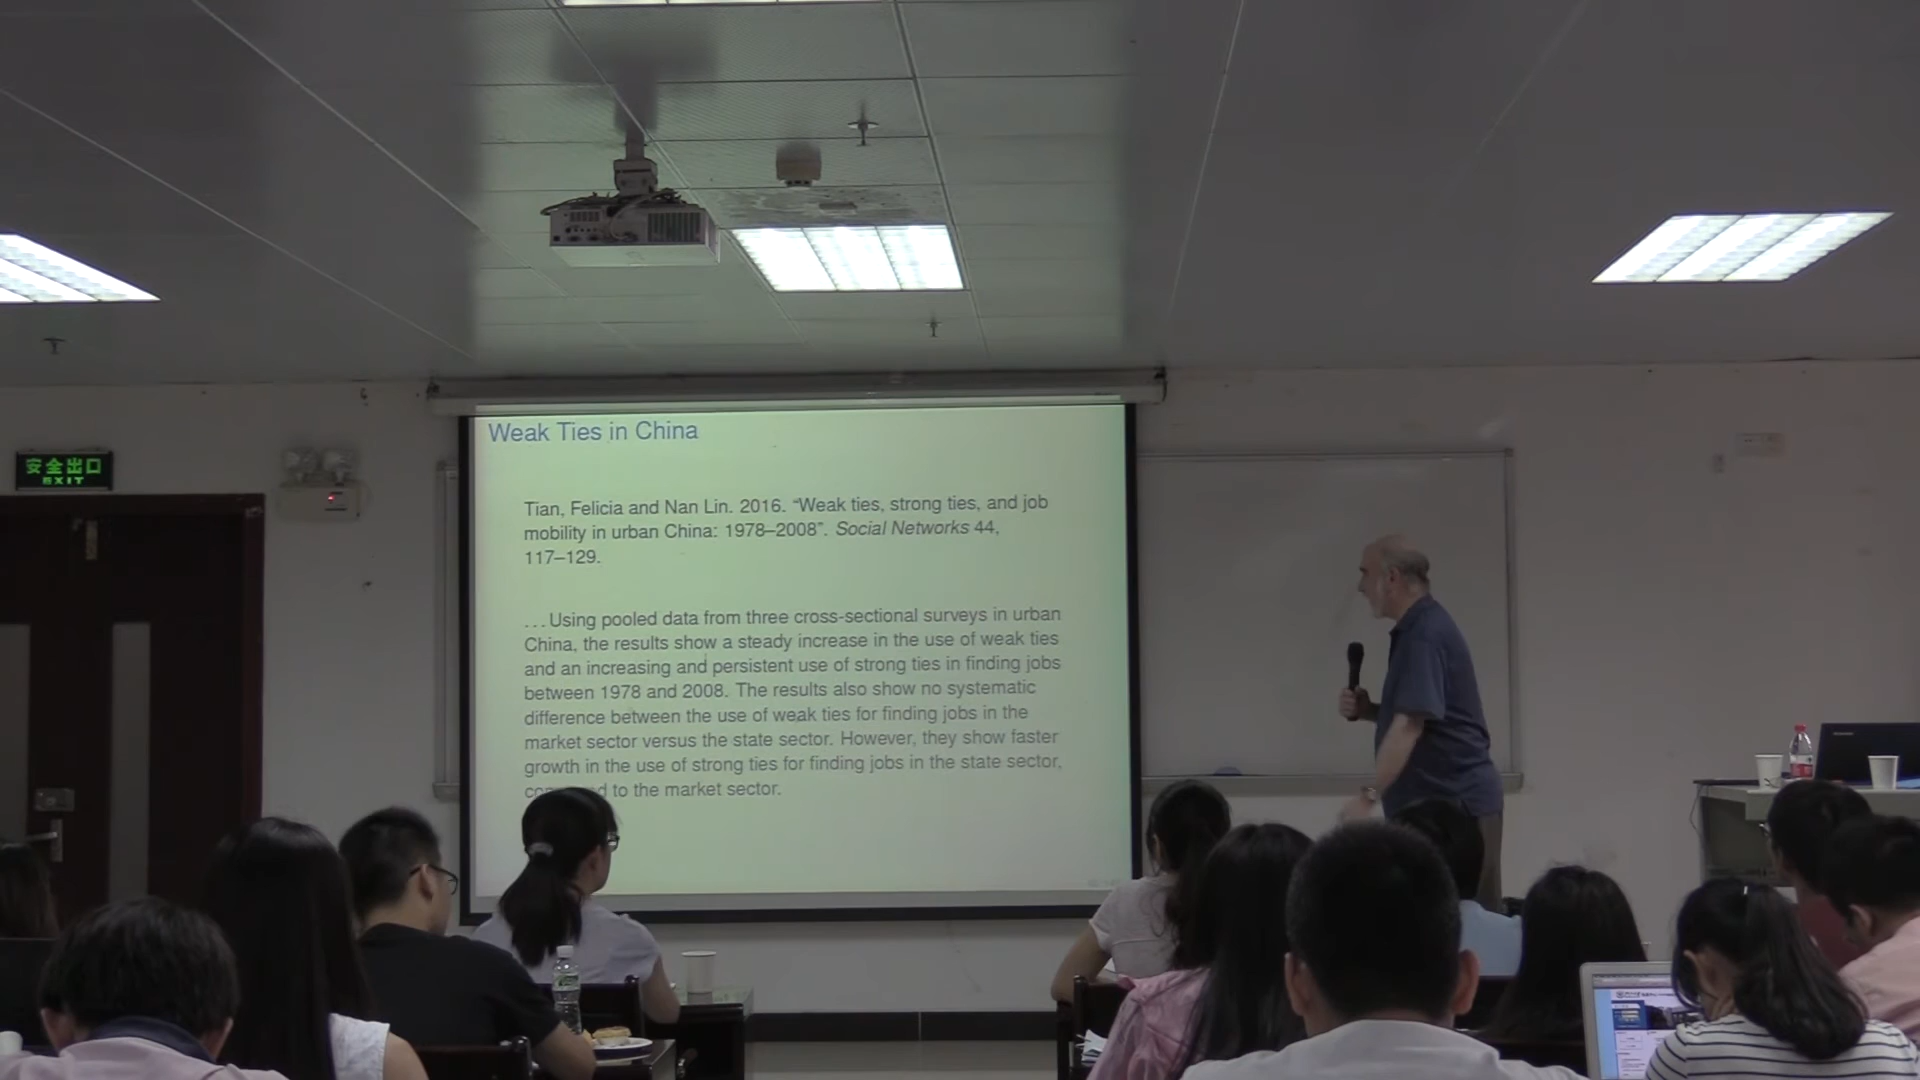 Weak Ties in China
安全出口
EXIT
Tian, Felicia and Nan Lin. 2016. “Weak ties, strong ties, and job
mobility in urban China: 1978–2008”. Social Networks 44,
117–129.
...Using pooled data from three cross-sectional surveys in urban
China, the results show a steady increase in the use of weak ties
and an increasing and persistent use of strong ties in finding jobs
between 1978 and 2008. The results also show no systematic
difference between the use of weak ties for finding jobs in the
market sector versus the state sector. However, they show faster
growth in the use of strong ties for finding jobs in the state sector,
to the market sector.